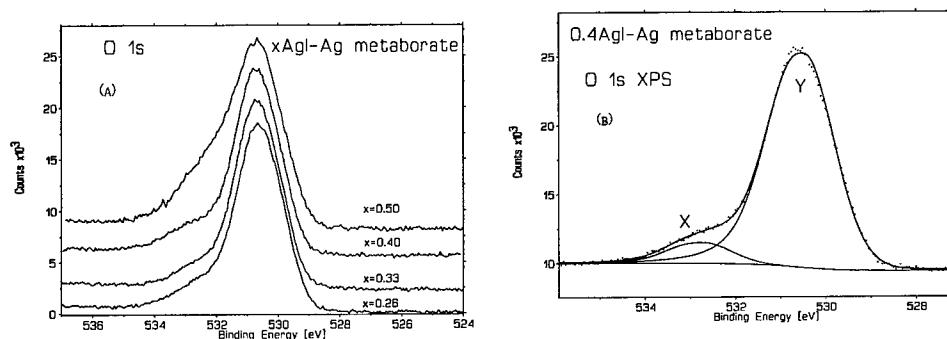 O 1s
xAgI-Ag metaborate
(A)
Counts x10³
25
20
15
10
5
0
x=0.50
x=0.40
x=0.33
x=0.26
536
534
532
530
528
526
524
Binding Energy [eV]
0.4AgI-Ag metaborate
O 1s XPS
(B)
Y
X
Counts x10³
25
20
15
10
534
532
530
528
Binding Energy [eV]